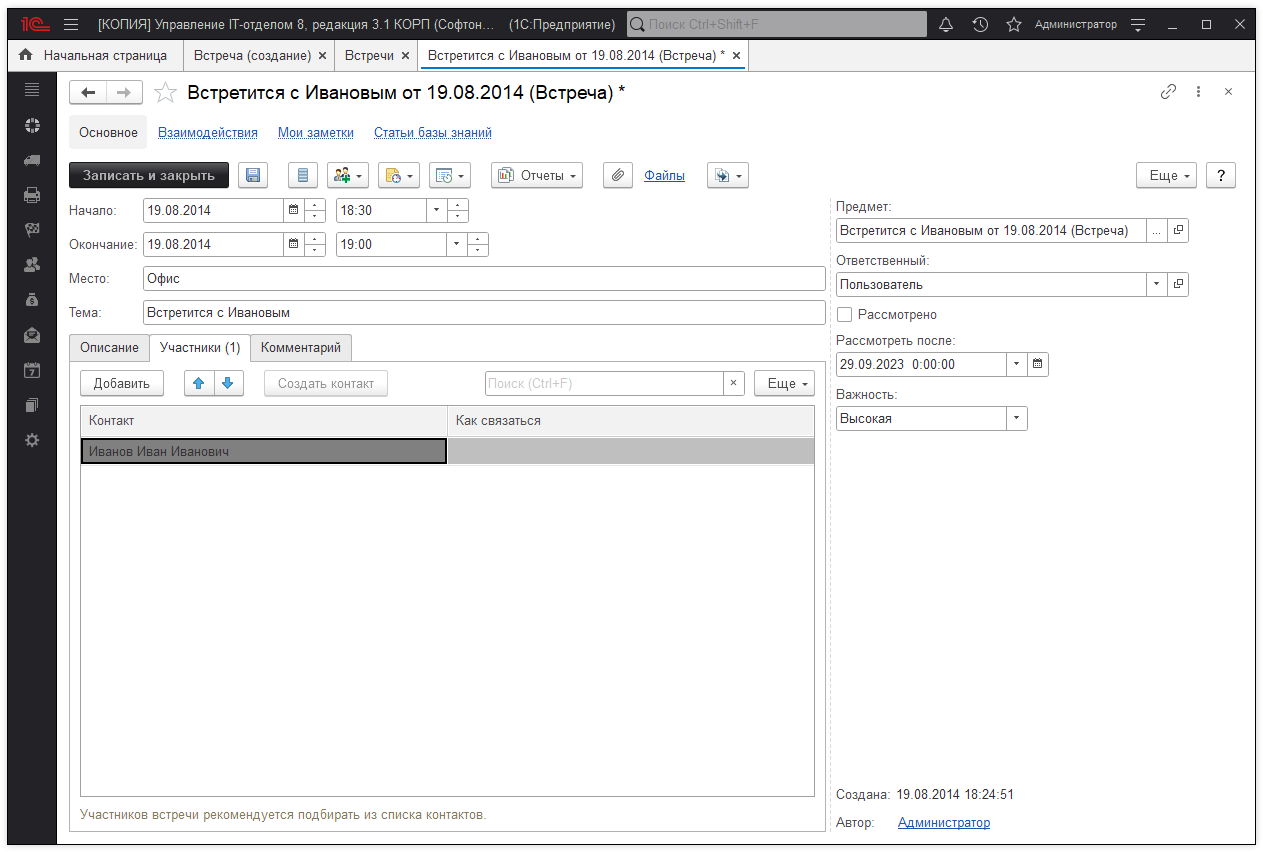 1С [КОПИЯ] Управление IT-отделом 8, редакция 3.1 КОРП (Софтон... (1С:Предприятие) Поиск Ctrl+Shift+F Администратор
Начальная страница Встреча (создание) × Встречи × Встретится с Ивановым от 19.08.2014 (Встреча) * ×
Встретится с Ивановым от 19.08.2014 (Встреча) *
Основное Взаимодействия Мои заметки Статьи базы знаний
Записать и закрыть Отчеты Файлы Еще ?
Начало: 19.08.2014 18:30
Окончание: 19.08.2014 19:00
Место: Офис
Тема: Встретится с Ивановым
Описание Участники (1) Комментарий
Добавить Создать контакт Поиск (Ctrl+F) × Еще
Контакт Как связаться
Иванов Иван Иванович
Участников встречи рекомендуется подбирать из списка контактов.
Предмет:
Встретится с Ивановым от 19.08.2014 (Встреча) ...
Ответственный:
Пользователь
Рассмотрено
Рассмотреть после:
29.09.2023 0:00:00
Важность:
Высокая
Создана: 19.08.2014 18:24:51
Автор: Администратор